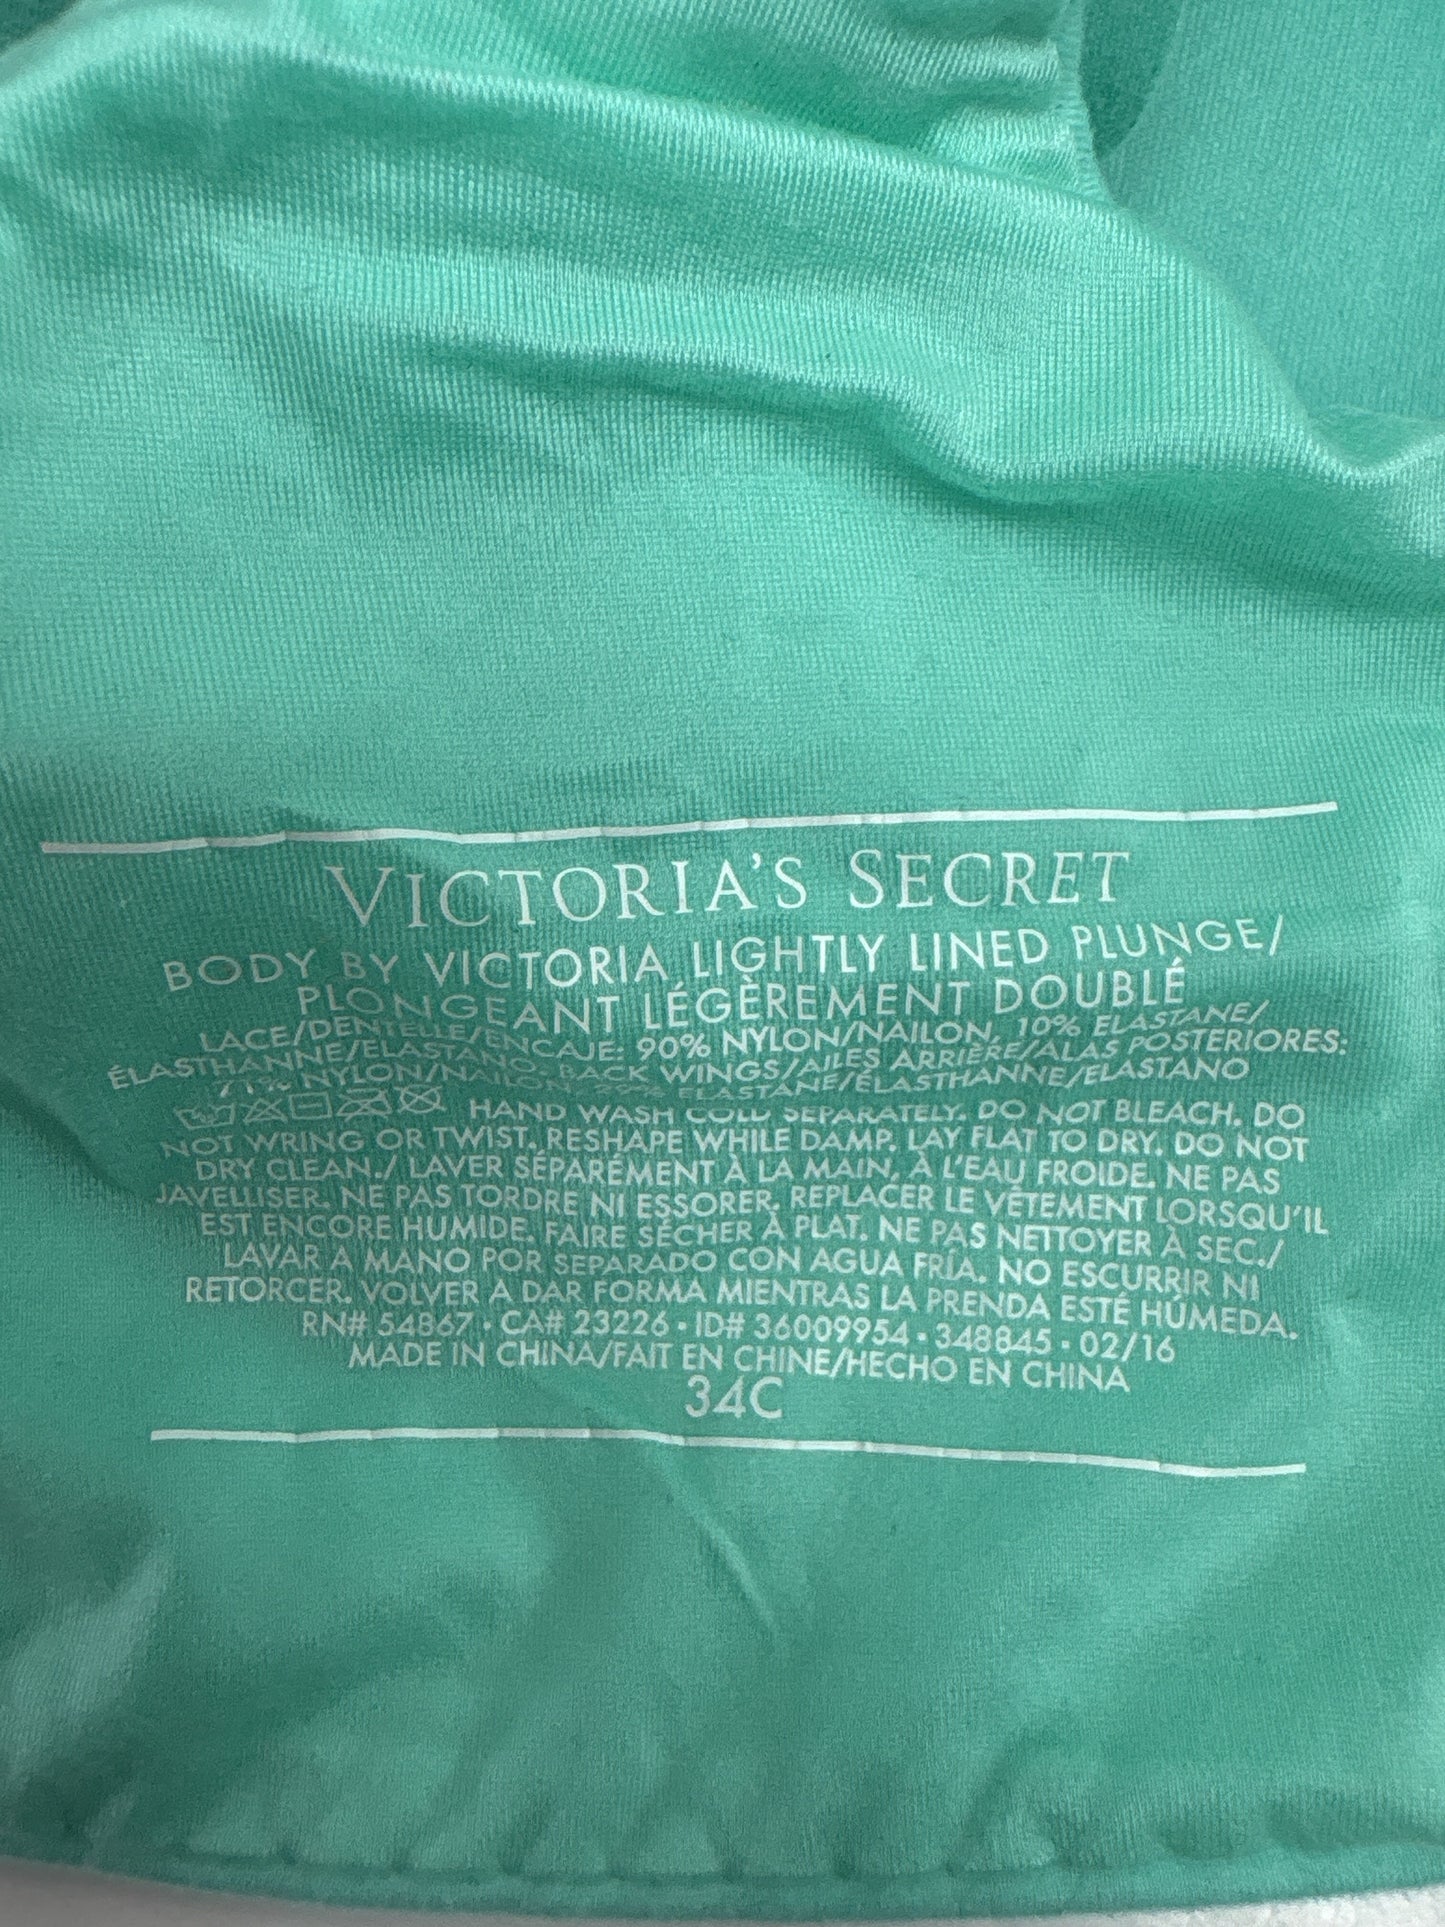 VICTORIA'S SECRET
BODY BY VICTORIA LIGHTLY LINED PLUNGE/
PLONGEANT LÉGÈREMENT DOUBLÉ
LACE/DENTELLE/ENCAJE: 90% NYLON/NAILON, 10% ELASTANE/
ÉLASTHANNE/ELASTANO. BACK WINGS/AILES ARRIÈRE/ALAS POSTERIORES:
NYLON/NAILON, ELASTANE/ÉLASTHANNE/ELASTANO
HAND WASH COLD SEPARATELY. DO NOT BLEACH. DO
NOT WRING OR TWIST. RESHAPE WHILE DAMP. LAY FLAT TO DRY. DO NOT
DRY CLEAN./ LAVER SÉPARÉMENT À LA MAIN, À L'EAU FROIDE. NE PAS
JAVELLISER. NE PAS TORDRE NI ESSORER. REPLACER LE VÊTEMENT LORSQU'IL
EST ENCORE HUMIDE. FAIRE SÉCHER À PLAT. NE PAS NETTOYER À SEC./
LAVAR A MANO POR SEPARADO CON AGUA FRÍA. NO ESCURRIR NI
RETORCER. VOLVER A DAR FORMA MIENTRAS LA PRENDA ESTÉ HÚMEDA.
RN# 54867 · CA# 23226 · ID# 36009954 · 348845 · 02/16
MADE IN CHINA/FAIT EN CHINE/HECHO EN CHINA
34C